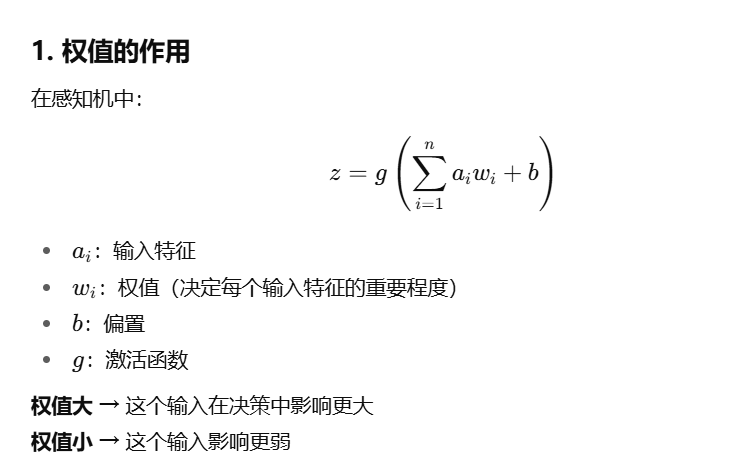 1. 权值的作用
在感知机中：
z = g ( ∑_{i=1}^{n} a_i w_i + b )
• a_i：输入特征
• w_i：权值（决定每个输入特征的重要程度）
• b：偏置
• g：激活函数
权值大 → 这个输入在决策中影响更大
权值小 → 这个输入影响更弱